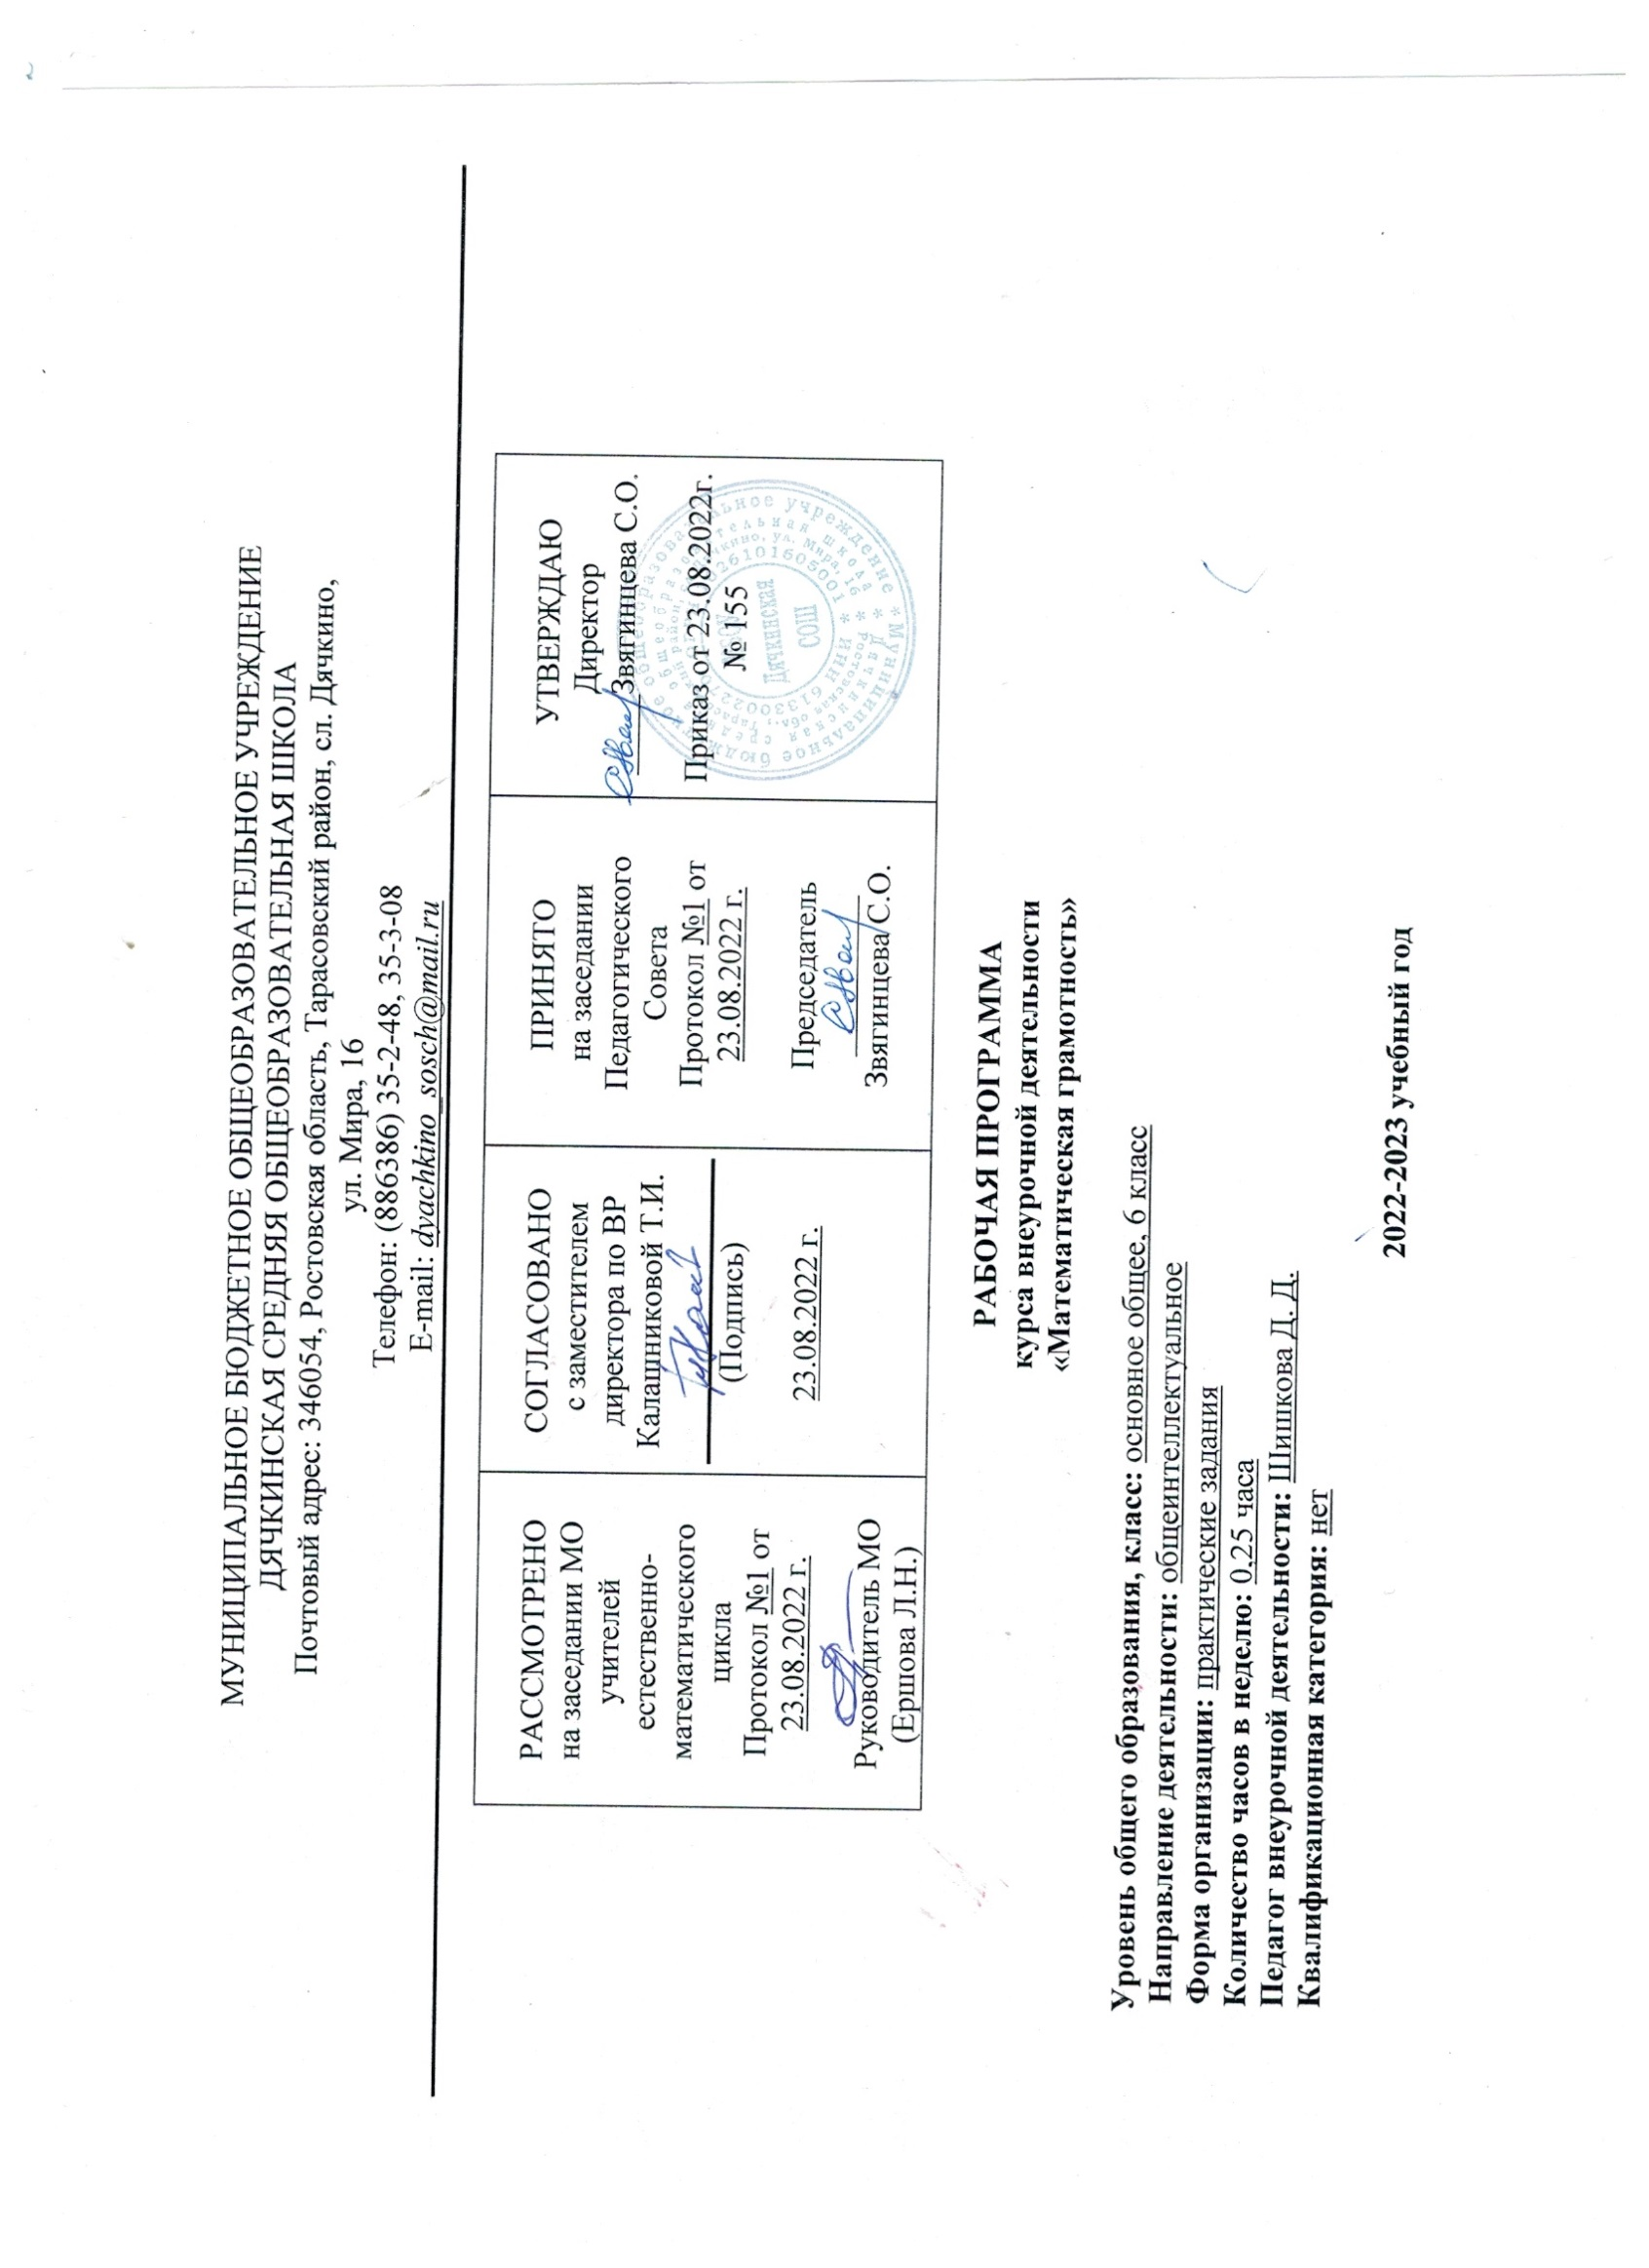 МУНИЦИПАЛЬНОЕ БЮДЖЕТНОЕ ОБЩЕОБРАЗОВАТЕЛЬНОЕ УЧРЕЖДЕНИЕ
ДЯЧКИНСКАЯ СРЕДНЯЯ ОБЩЕОБРАЗОВАТЕЛЬНАЯ ШКОЛА
Почтовый адрес: 346054, Ростовская область, Тарасовский район, сл. Дячкино,
ул. Мира, 16
Телефон: (886386) 35-2-48, 35-3-08
E-mail: dyachkino_sosch@mail.ru
РАССМОТРЕНО
на заседании МО
учителей
естественно-
математического
цикла
Протокол №1 от
23.08.2022 г.
Руководитель МО
(Ершова Л.Н.)
СОГЛАСОВАНО
с заместителем
директора по ВР
Калашниковой Т.И.
(Подпись)
23.08.2022 г.
ПРИНЯТО
на заседании
Педагогического
Совета
Протокол №1 от
23.08.2022 г.
Председатель
Звягинцева С.О.
УТВЕРЖДАЮ
Директор
Звягинцева С.О.
Приказ от 23.08.2022г.
№ 155
Дячкинская
СОШ
РАБОЧАЯ ПРОГРАММА
курса внеурочной деятельности
«Математическая грамотность»
Уровень общего образования, класс: основное общее, 6 класс
Направление деятельности: общеинтеллектуальное
Форма организации: практические задания
Количество часов в неделю: 0,25 часа
Педагог внеурочной деятельности: Шишкова Д. Д.
Квалификационная категория: нет
2022-2023 учебный год